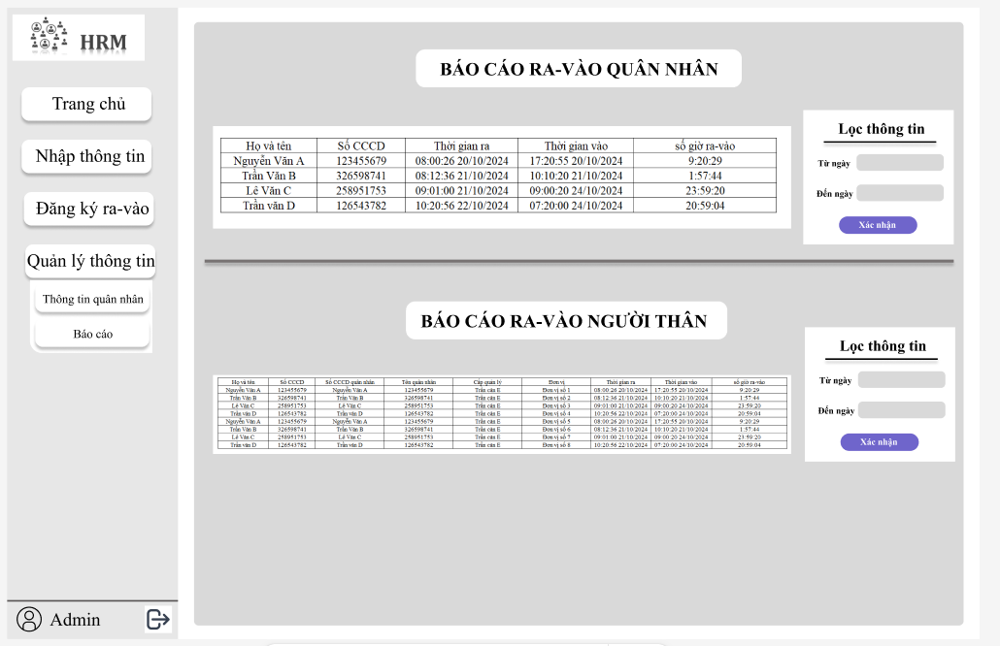 HRM
Trang chủ
Nhập thông tin
Đăng ký ra-vào
Quản lý thông tin
Thông tin quân nhân
Báo cáo
Admin
BÁO CÁO RA-VÀO QUÂN NHÂN
Họ và tên Số CCCD Thời gian ra Thời gian vào số giờ ra-vào
Nguyễn Văn A 123455679 08:00:26 20/10/2024 17:20:55 20/10/2024 9:20:29
Trần Văn B 326598741 08:12:36 21/10/2024 10:10:20 21/10/2024 1:57:44
Lê Văn C 258951753 09:01:00 21/10/2024 09:00:20 24/10/2024 23:59:20
Trần văn D 126543782 10:20:56 22/10/2024 07:20:00 24/10/2024 20:59:04
Lọc thông tin
Từ ngày
Đến ngày
Xác nhận
BÁO CÁO RA-VÀO NGƯỜI THÂN
Họ và tên Số CCCD Số CCCD quân nhân Tên quân nhân Cấp quản lý Đơn vị Thời gian ra Thời gian vào số giờ ra-vào
Nguyễn Văn A 123455679 Nguyễn Văn A 123455679 Trần căn E Đơn vị số 1 08:00:26 20/10/2024 17:20:55 20/10/2024 9:20:29
Trần Văn B 326598741 Trần Văn B 326598741 Trần căn E Đơn vị số 2 08:12:36 21/10/2024 10:10:20 21/10/2024 1:57:44
Lê Văn C 258951753 Lê Văn C 258951753 Trần căn E Đơn vị số 3 09:01:00 21/10/2024 09:00:20 24/10/2024 23:59:20
Trần văn D 126543782 Trần văn D 126543782 Trần căn E Đơn vị số 4 10:20:56 22/10/2024 07:20:00 24/10/2024 20:59:04
Nguyễn Văn A 123455679 Nguyễn Văn A 123455679 Trần căn E Đơn vị số 5 08:00:26 20/10/2024 17:20:55 20/10/2024 9:20:29
Trần Văn B 326598741 Trần Văn B 326598741 Trần căn E Đơn vị số 6 08:12:36 21/10/2024 10:10:20 21/10/2024 1:57:44
Lê Văn C 258951753 Lê Văn C 258951753 Trần căn E Đơn vị số 7 09:01:00 21/10/2024 09:00:20 24/10/2024 23:59:20
Trần văn D 126543782 Trần văn D 126543782 Trần căn E Đơn vị số 8 10:20:56 22/10/2024 07:20:00 24/10/2024 20:59:04
Lọc thông tin
Từ ngày
Đến ngày
Xác nhận